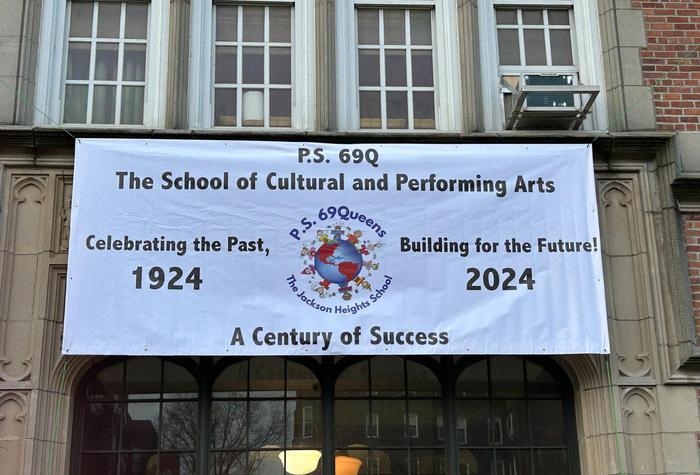 P.S. 69Q
The School of Cultural and Performing Arts
P.S. 69Queens
Celebrating the Past,
Building for the Future!
1924
2024
The Jackson Heights School
A Century of Success